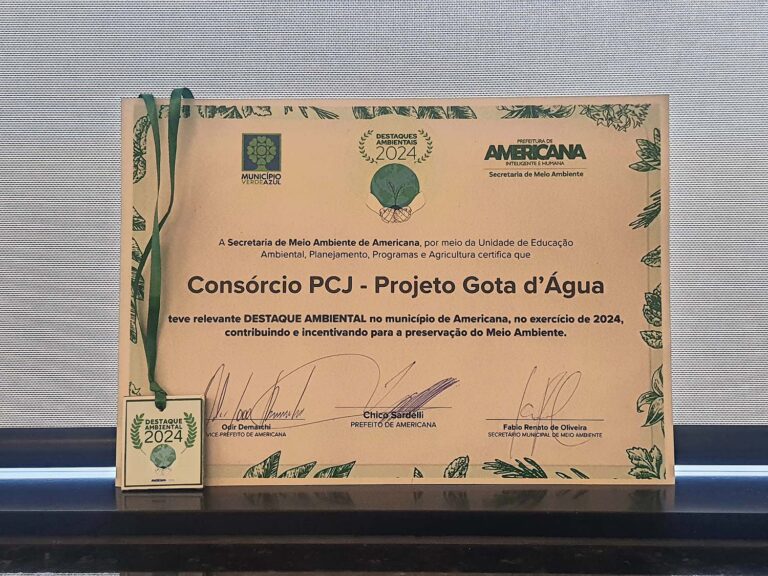 MUNICÍPIO
VERDEAZUL
DESTAQUES
AMBIENTAIS
2024
PREFEITURA DE
AMERICANA
INTELIGENTE E HUMANA
Secretaria de Meio Ambiente
A Secretaria de Meio Ambiente de Americana, por meio da Unidade de Educação
Ambiental, Planejamento, Programas e Agricultura certifica que
Consórcio PCJ - Projeto Gota d’Água
teve relevante DESTAQUE AMBIENTAL no município de Americana, no exercício de 2024,
contribuindo e incentivando para a preservação do Meio Ambiente.
Odir Demarchi
VICE-PREFEITO DE AMERICANA
Chico Sardelli
PREFEITO DE AMERICANA
Fabio Renato de Oliveira
SECRETÁRIO MUNICIPAL DE MEIO AMBIENTE
DESTAQUE
AMBIENTAL
2024